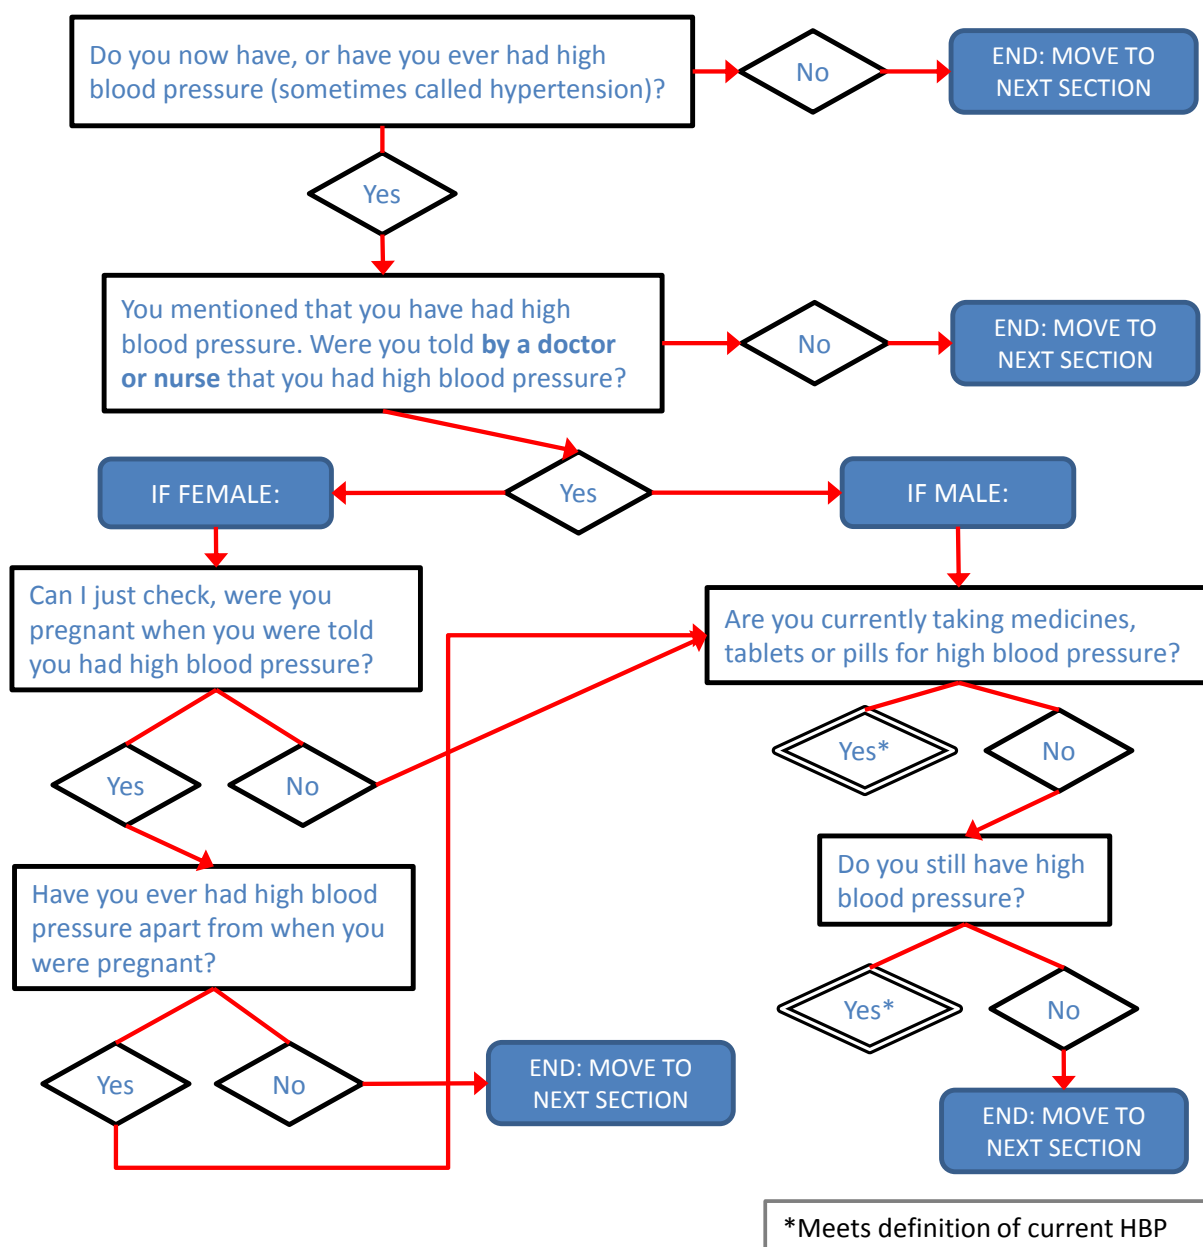 Do you now have, or have you ever had high
blood pressure (sometimes called hypertension)?
No
END: MOVE TO
NEXT SECTION
Yes
You mentioned that you have had high
blood pressure. Were you told by a doctor
or nurse that you had high blood pressure?
No
END: MOVE TO
NEXT SECTION
IF FEMALE:
Yes
IF MALE:
Can I just check, were you
pregnant when you were told
you had high blood pressure?
Are you currently taking medicines,
tablets or pills for high blood pressure?
Yes
No
Yes*
No
Have you ever had high blood
pressure apart from when you
were pregnant?
Do you still have high
blood pressure?
Yes
No
END: MOVE TO
NEXT SECTION
Yes*
No
END: MOVE TO
NEXT SECTION
*Meets definition of current HBP